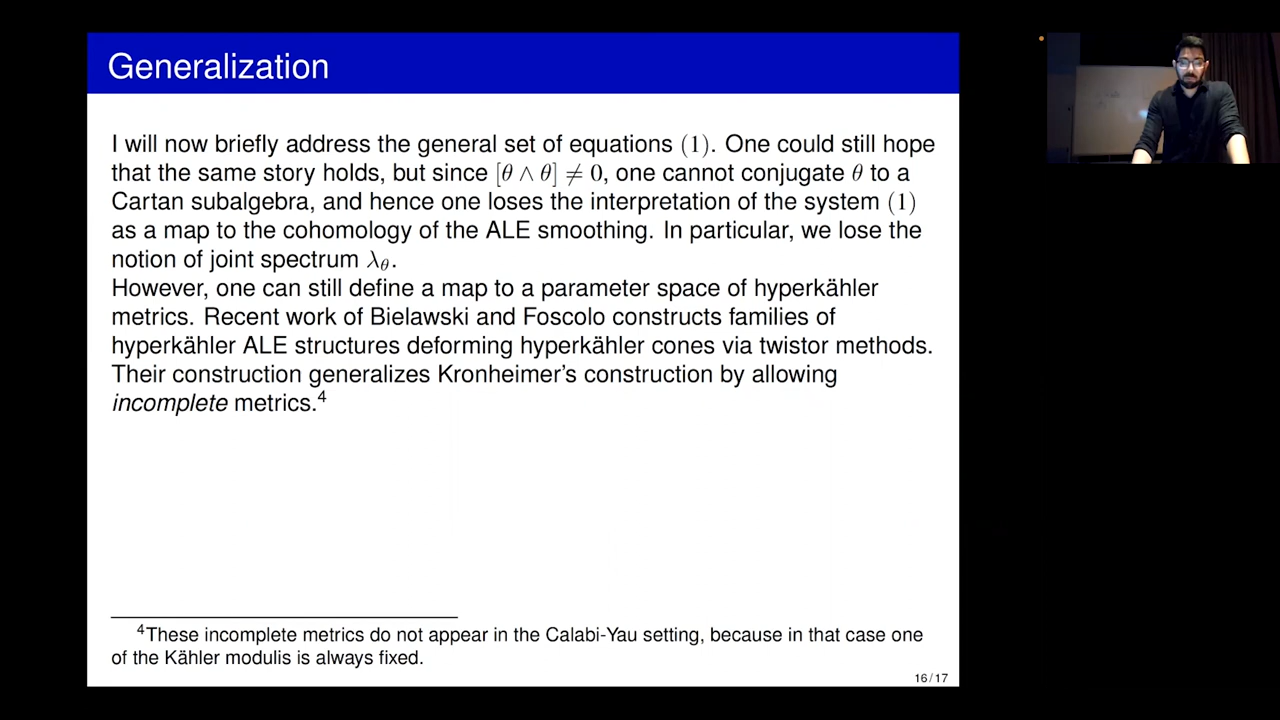 Generalization
I will now briefly address the general set of equations (1). One could still hope
that the same story holds, but since [θ ∧ θ] ≠ 0, one cannot conjugate θ to a
Cartan subalgebra, and hence one loses the interpretation of the system (1)
as a map to the cohomology of the ALE smoothing. In particular, we lose the
notion of joint spectrum λ_θ.
However, one can still define a map to a parameter space of hyperkähler
metrics. Recent work of Bielawski and Foscolo constructs families of
hyperkähler ALE structures deforming hyperkähler cones via twistor methods.
Their construction generalizes Kronheimer's construction by allowing
incomplete metrics.⁴
⁴These incomplete metrics do not appear in the Calabi-Yau setting, because in that case one
of the Kähler modulis is always fixed.
16 / 17